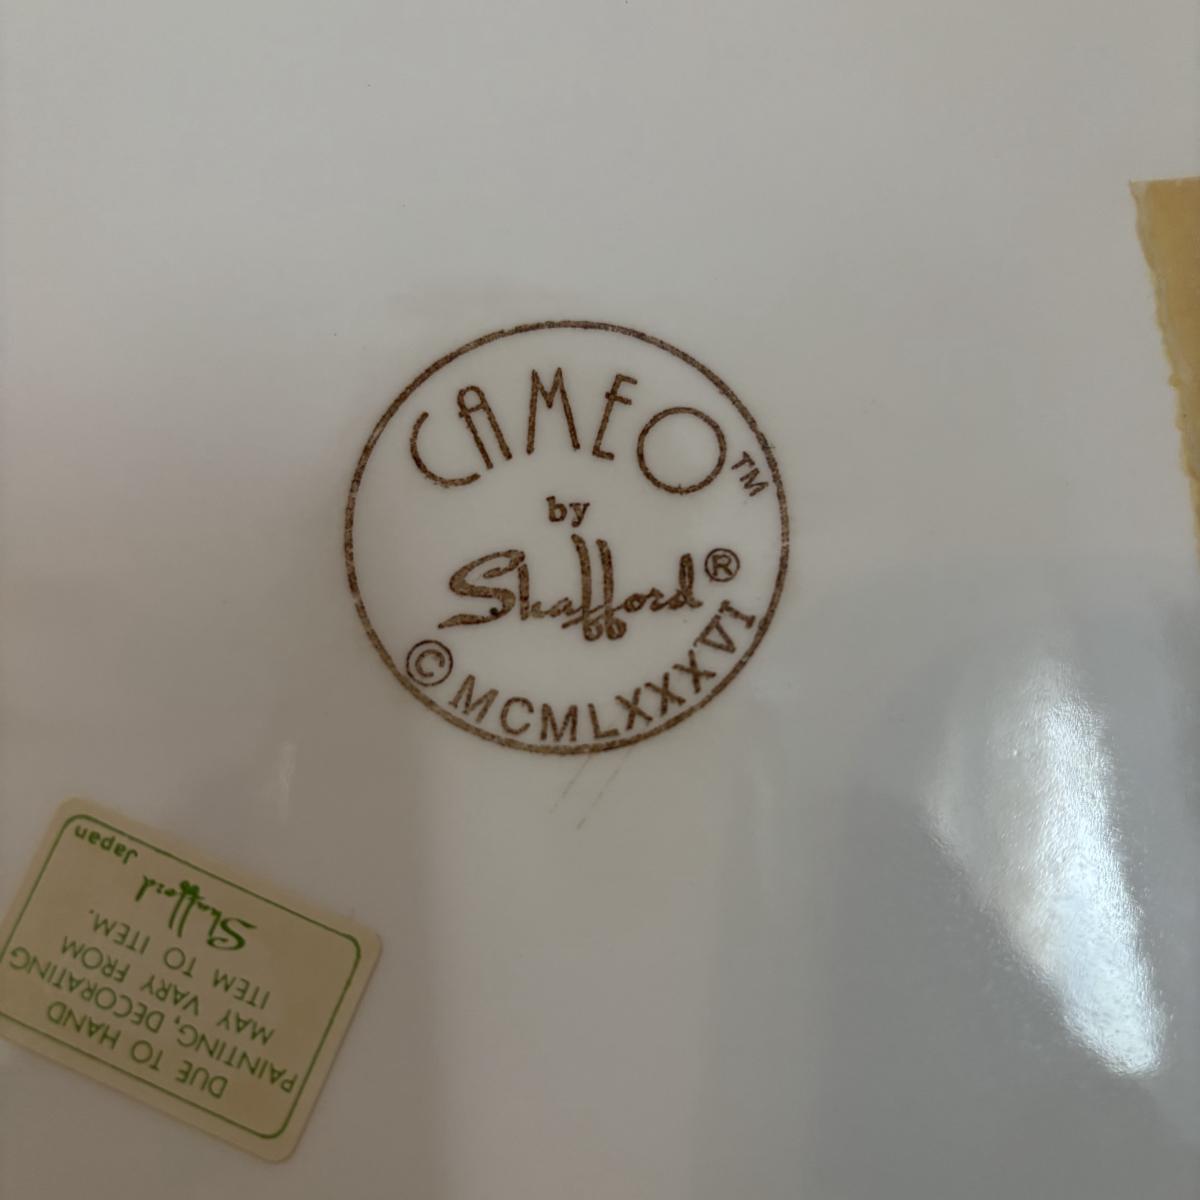 CAMEO™
by
Shafford®
© MCMLXXXVI
DUE TO HAND
PAINTING, DECORATING
MAY VARY FROM
ITEM TO ITEM.
Shafford
Japan